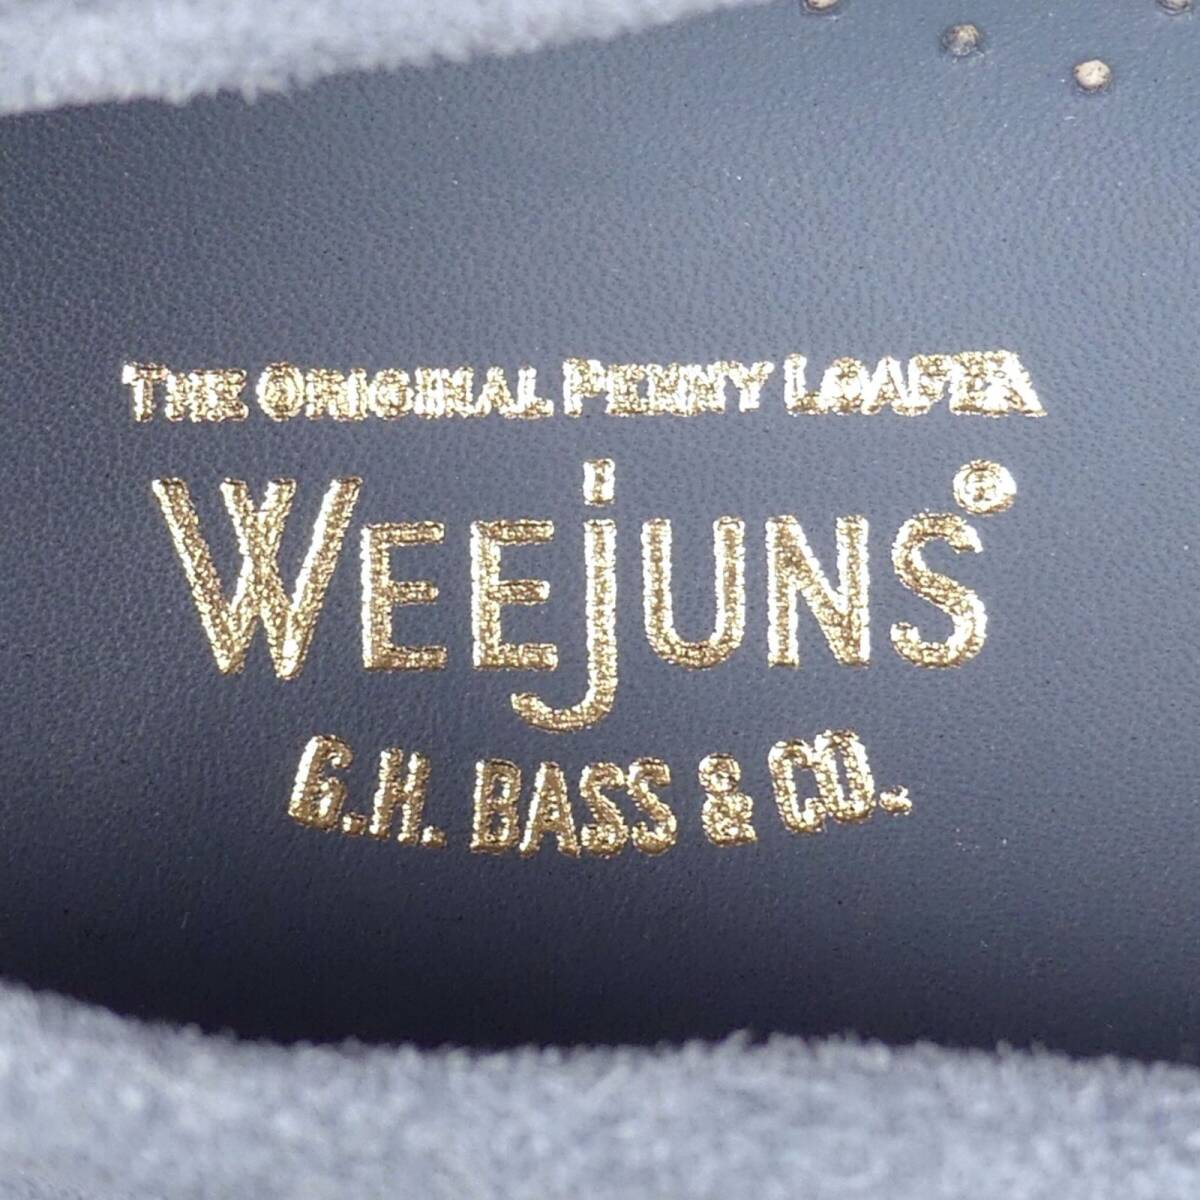 THE ORIGINAL PENNY LOAFER
WEEjUNS®
G.H. BASS & CO.